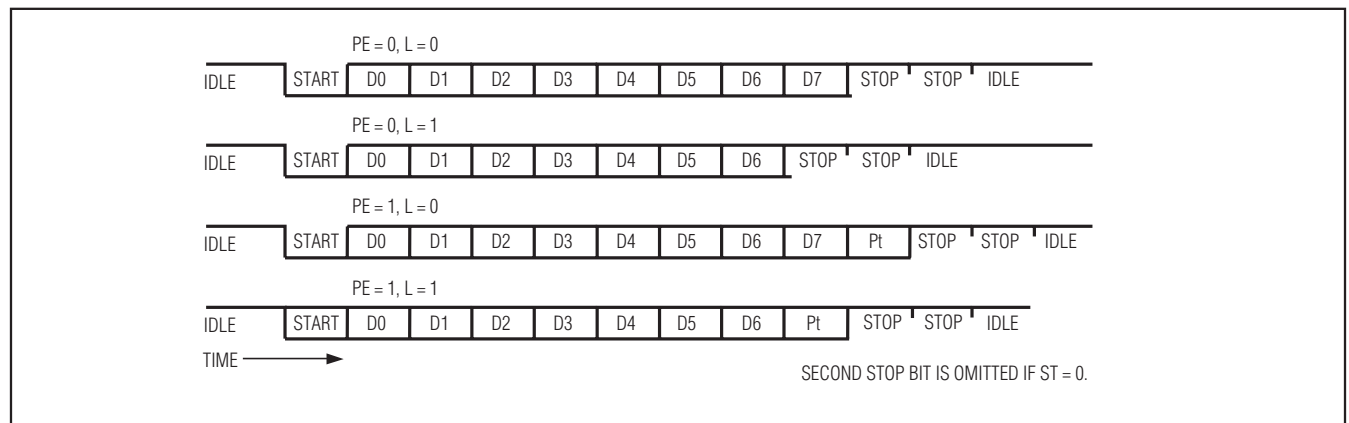 PE = 0, L = 0
IDLE START D0 D1 D2 D3 D4 D5 D6 D7 STOP STOP IDLE
PE = 0, L = 1
IDLE START D0 D1 D2 D3 D4 D5 D6 STOP STOP IDLE
PE = 1, L = 0
IDLE START D0 D1 D2 D3 D4 D5 D6 D7 Pt STOP STOP IDLE
PE = 1, L = 1
IDLE START D0 D1 D2 D3 D4 D5 D6 Pt STOP STOP IDLE
TIME
SECOND STOP BIT IS OMITTED IF ST = 0.